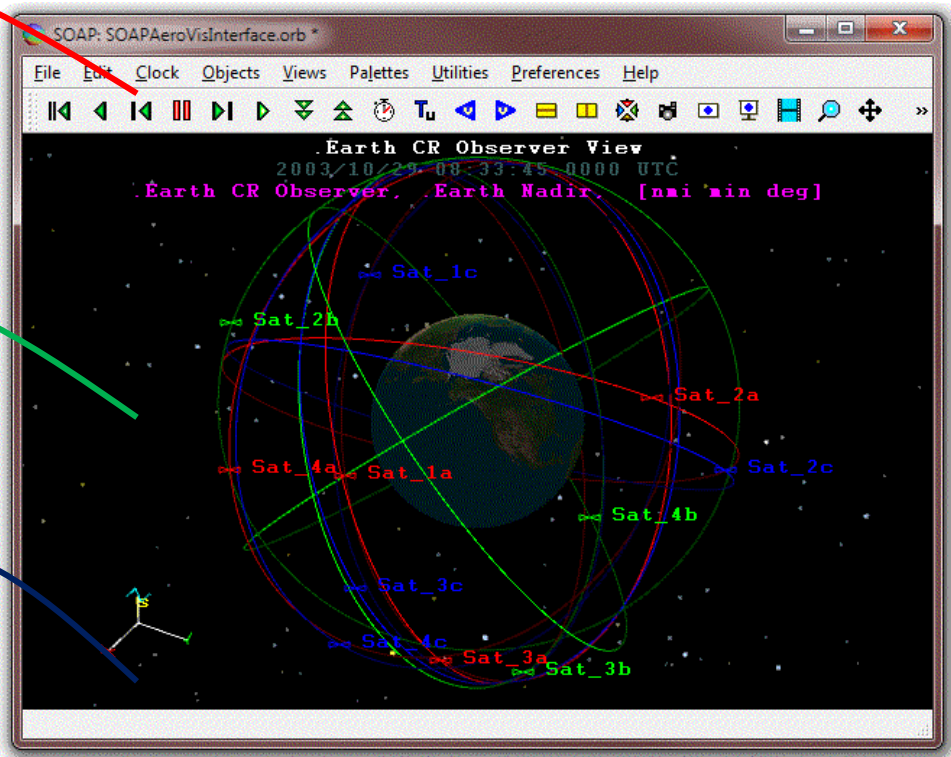 SOAP: SOAPAeroVisInterface.orb *
File Edit Clock Objects Views Palettes Utilities Preferences Help
Tu »
.Earth CR Observer View
2003/10/29 08:33:45.0000 UTC
.Earth CR Observer, .Earth Nadir, [nmi min deg]
Sat_1c
Sat_2b
Sat_2a
Sat_4a
Sat_1a
Sat_2c
Sat_4b
Sat_3c
Sat_4c
Sat_3a
Sat_3b